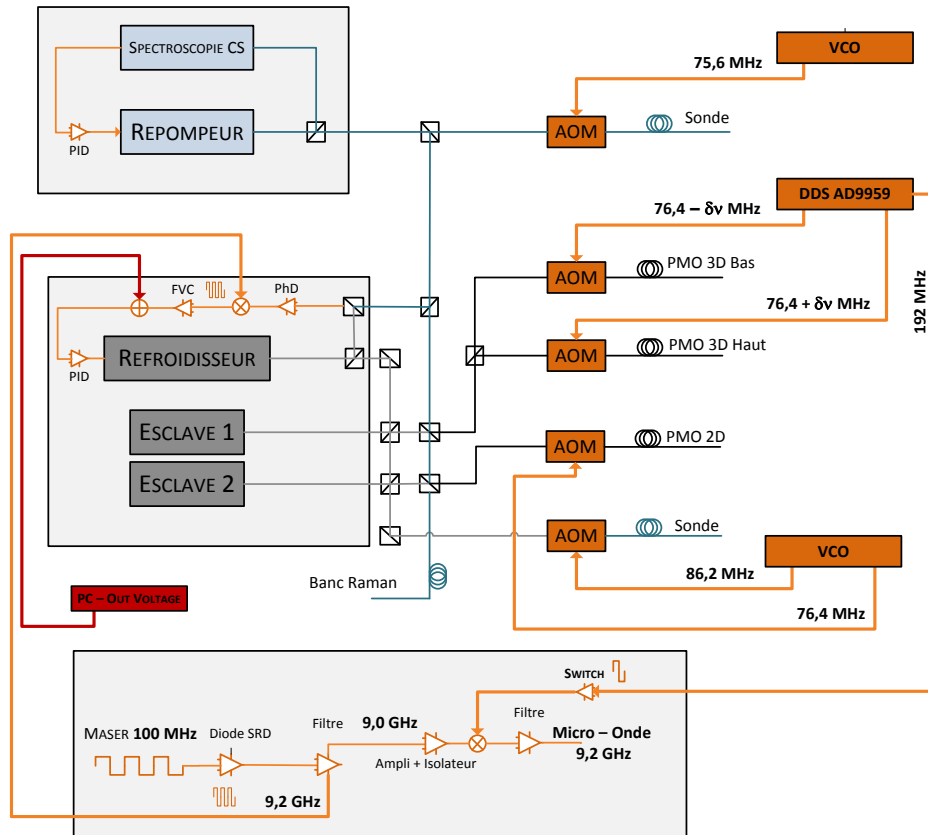 SPECTROSCOPIE CS
REPOMPEUR
PID
VCO
75,6 MHz
AOM
Sonde
DDS AD9959
76,4 – δν MHz
AOM
PMO 3D Bas
76,4 + δν MHz
AOM
PMO 3D Haut
192 MHz
FVC
PhD
PID
REFROIDISSEUR
ESCLAVE 1
ESCLAVE 2
AOM
PMO 2D
AOM
Sonde
VCO
86,2 MHz
76,4 MHz
Banc Raman
PC – OUT VOLTAGE
SWITCH
MASER 100 MHz
Diode SRD
Filtre
9,0 GHz
Ampli + Isolateur
Filtre
Micro – Onde
9,2 GHz
9,2 GHz